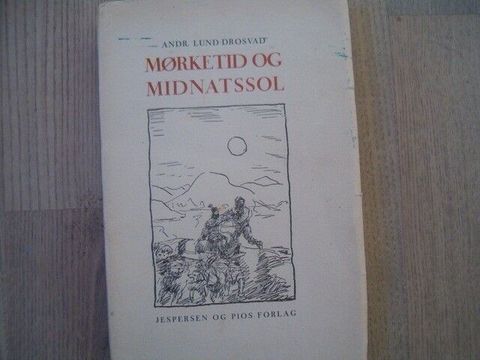 ANDR. LUND-DROSVAD
MØRKETID OG
MIDNATSSOL
JESPERSEN OG PIOS FORLAG